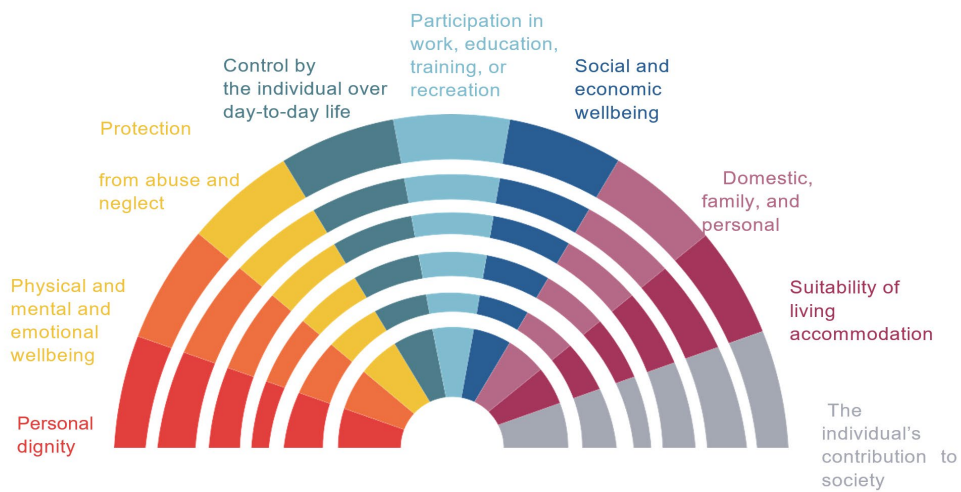 Participation in
work, education,
training, or
recreation
Control by
the individual over
day-to-day life
Social and
economic
wellbeing
Protection
from abuse and
neglect
Domestic,
family, and
personal
Physical and
mental and
emotional
wellbeing
Suitability of
living
accommodation
Personal
dignity
The
individual's
contribution to
society